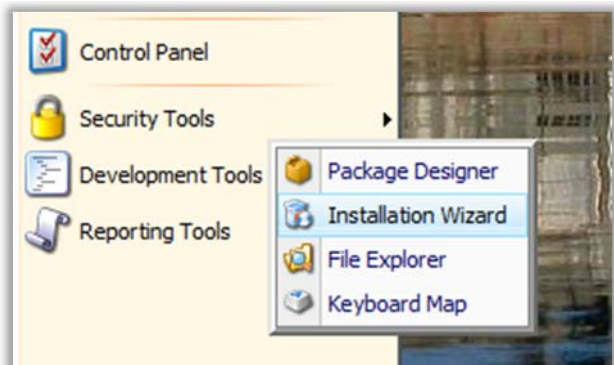 Control Panel
Security Tools
Development Tools
Reporting Tools
Package Designer
Installation Wizard
File Explorer
Keyboard Map